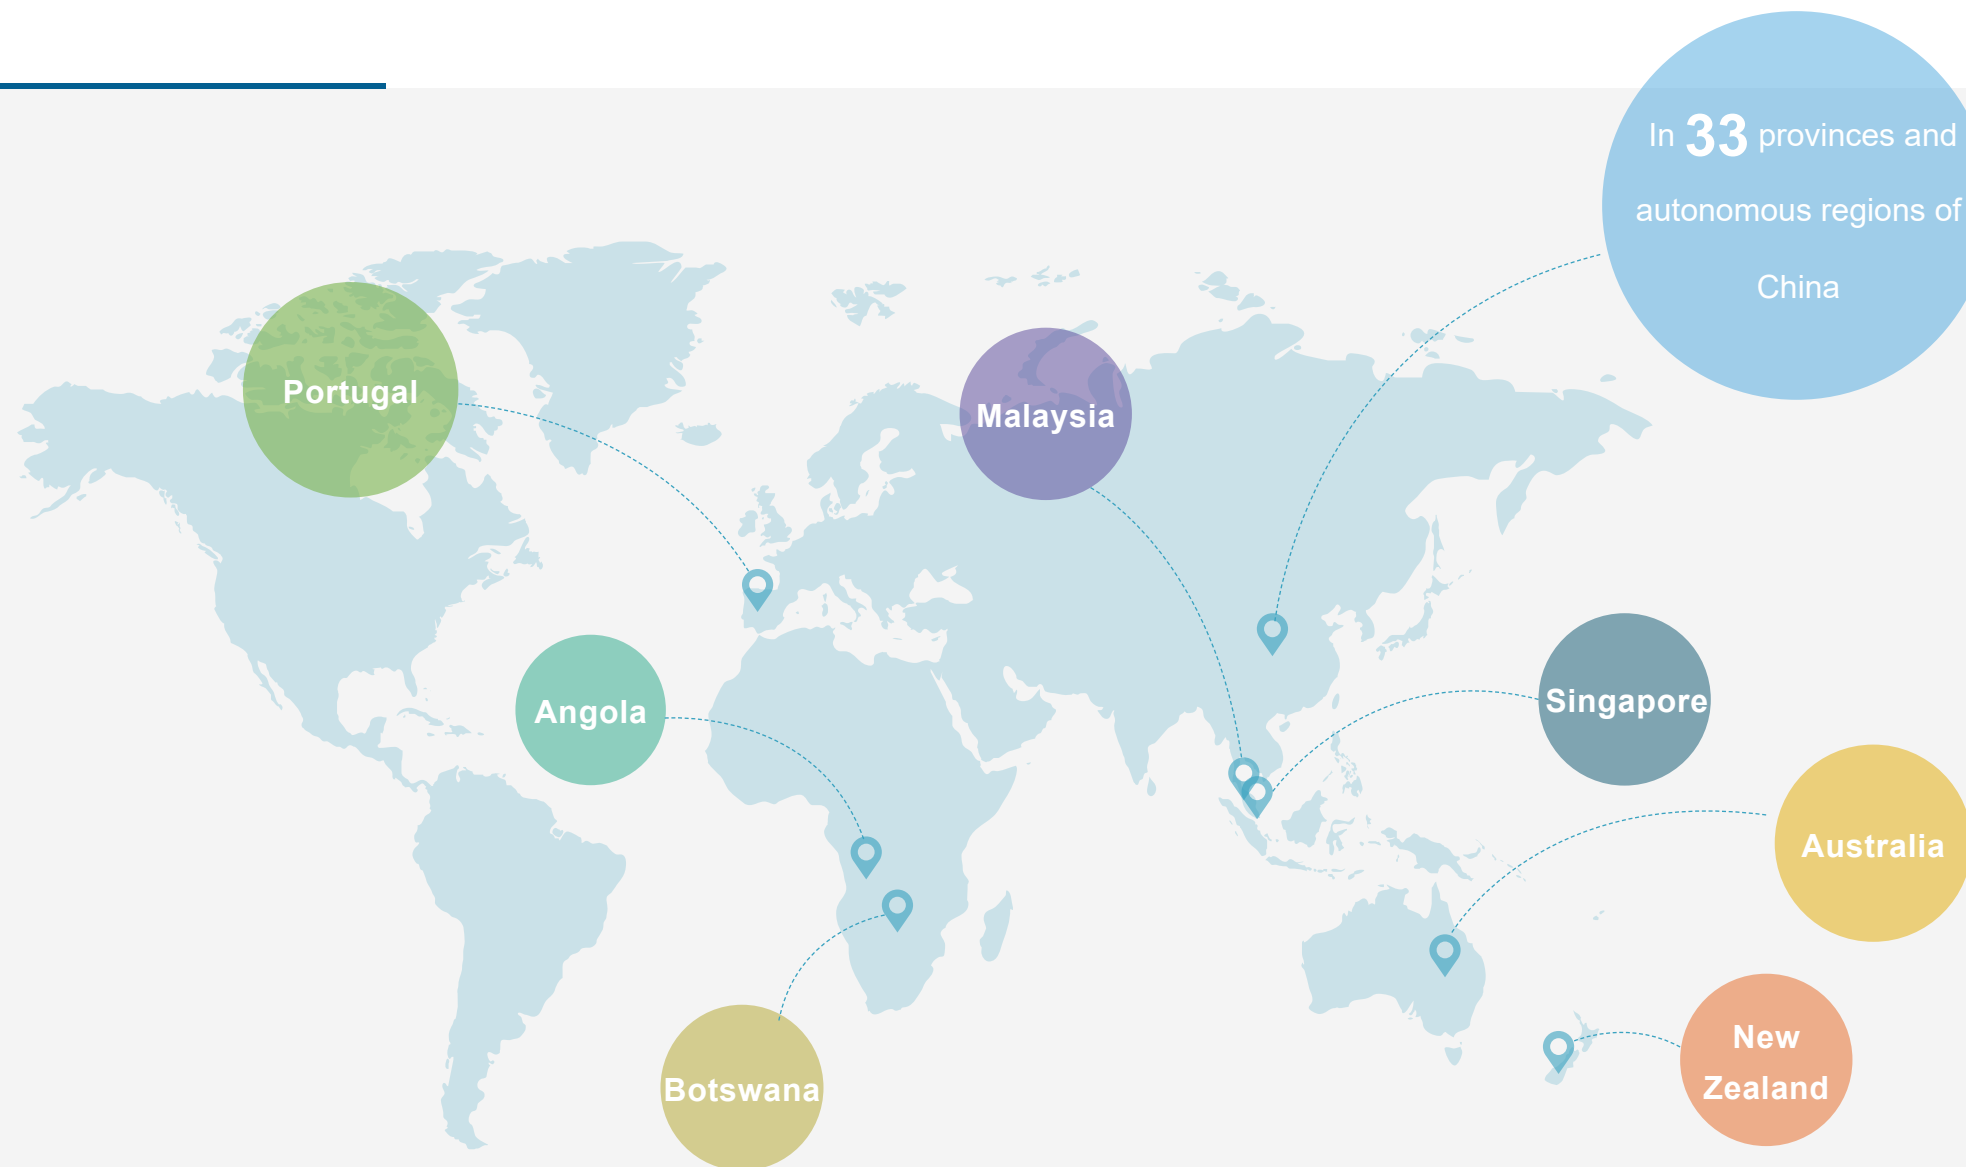 In 33 provinces and
autonomous regions of
China
Portugal
Malaysia
Angola
Singapore
Australia
Botswana
New
Zealand